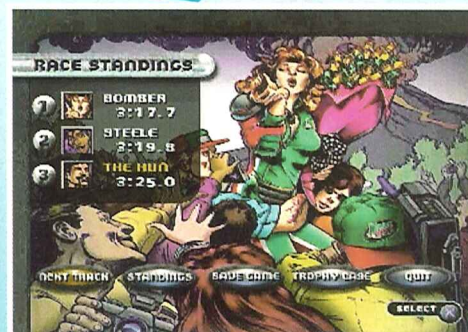 RACE STANDINGS
1 BOMBER
3:17.7
2 STEELE
3:19.8
3 THE HUN
3:25.0
NEXT TRACK STANDINGS SAVE GAME TROPHY CASE QUIT
SELECT X